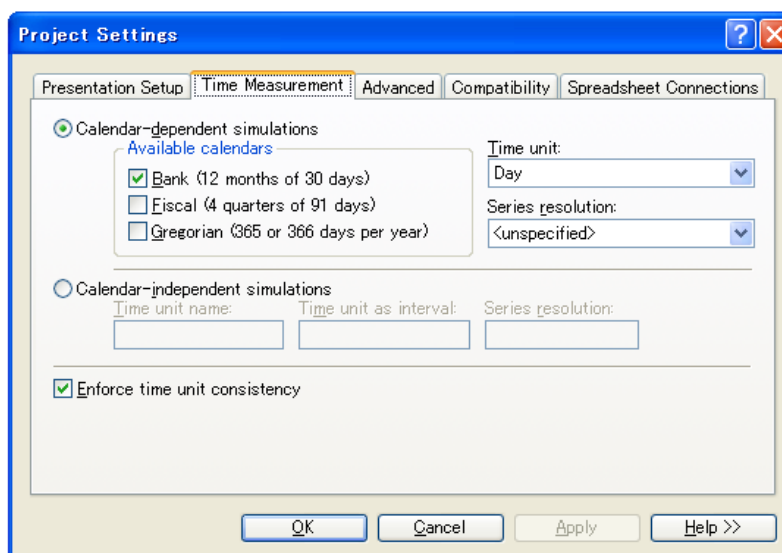 Project Settings
Presentation Setup Time Measurement Advanced Compatibility Spreadsheet Connections
Calendar-dependent simulations
Available calendars
Time unit:
Bank (12 months of 30 days)
Day
Fiscal (4 quarters of 91 days)
Series resolution:
Gregorian (365 or 366 days per year)
<unspecified>
Calendar-independent simulations
Time unit name: Time unit as interval: Series resolution:
Enforce time unit consistency
OK Cancel Apply Help >>